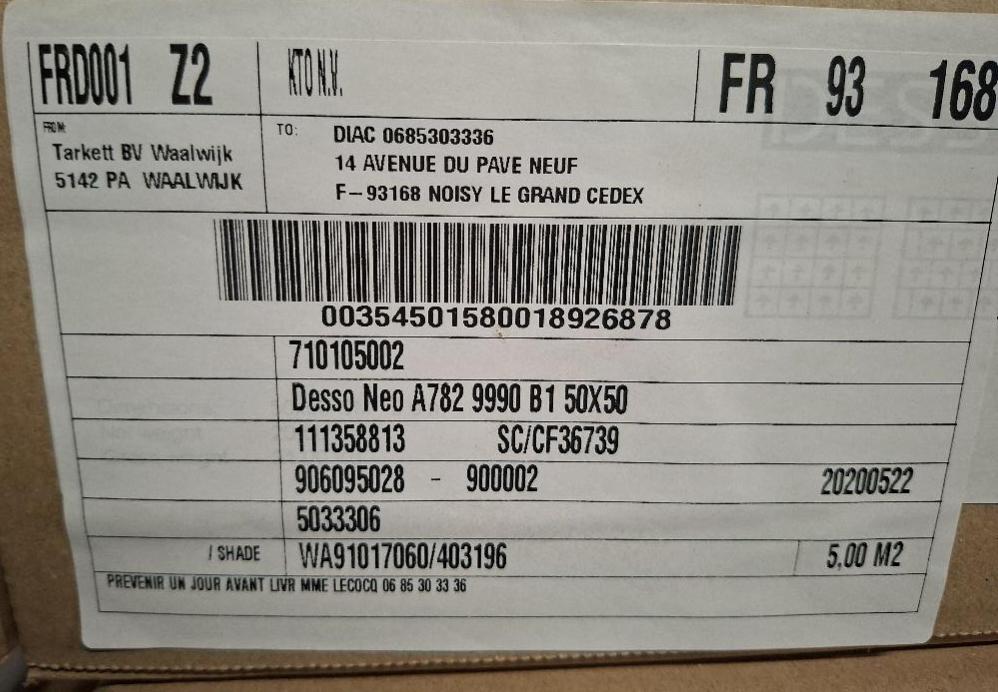 FRD001 Z2 KTO N.V. FR 93 168
FROM:
Tarkett BV Waalwijk
5142 PA WAALWIJK
TO: DIAC 0685303336
14 AVENUE DU PAVE NEUF
F-93168 NOISY LE GRAND CEDEX
00354501580018926878
710105002
Desso Neo A782 9990 B1 50X50
111358813 SC/CF36739
906095028 - 900002 20200522
5033306
/ SHADE WA91017060/403196 5,00 M2
PREVENIR UN JOUR AVANT LIVR MME LECOCQ 06 85 30 33 36